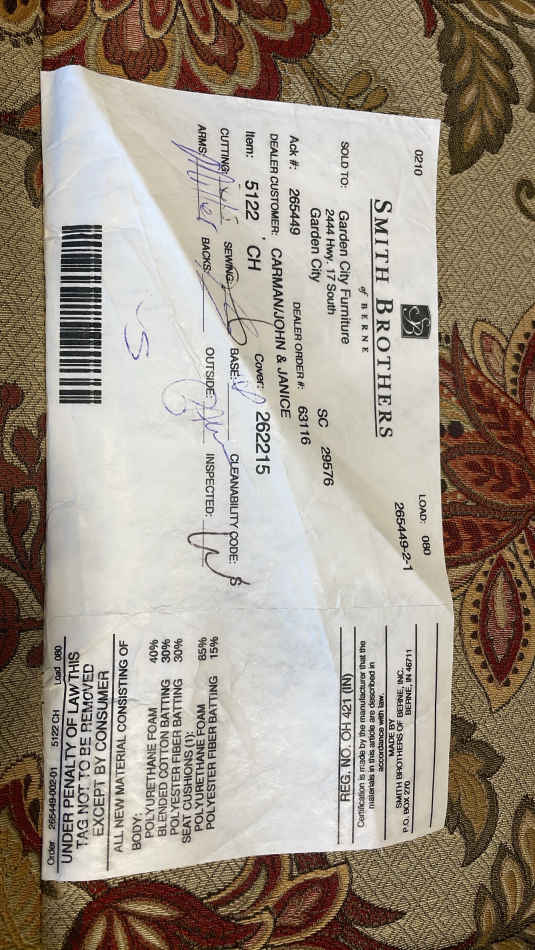 0210
SMITH BROTHERS
of BERNE
LOAD: 080
265449-2-1
SOLD TO: Garden City Furniture
2444 Hwy. 17 South
Garden City SC 29576
Ack #: 265449 DEALER ORDER #: 63116
DEALER CUSTOMER: CARMAN/JOHN & JANICE
Item: 5122 , CH Cover: 262215
CUTTING: SEWING: BASE: CLEANABILITY CODE: S
ARMS: BACKS: OUTSIDE: INSPECTED:
MADE BY
SMITH BROTHERS OF BERNE, INC.
P.O. BOX 270 BERNE, IN 46711
Certification is made by the manufacturer that the
materials in this article are described in
accordance with law.
REG. NO. OH 421 (IN)
ALL NEW MATERIAL CONSISTING OF
BODY:
POLYURETHANE FOAM 40%
BLENDED COTTON BATTING 30%
POLYESTER FIBER BATTING 30%
SEAT CUSHIONS (1):
POLYURETHANE FOAM 85%
POLYESTER FIBER BATTING 15%
UNDER PENALTY OF LAW THIS
TAG NOT TO BE REMOVED
EXCEPT BY CONSUMER
Order 265449-002-01 5122 CH Load 080